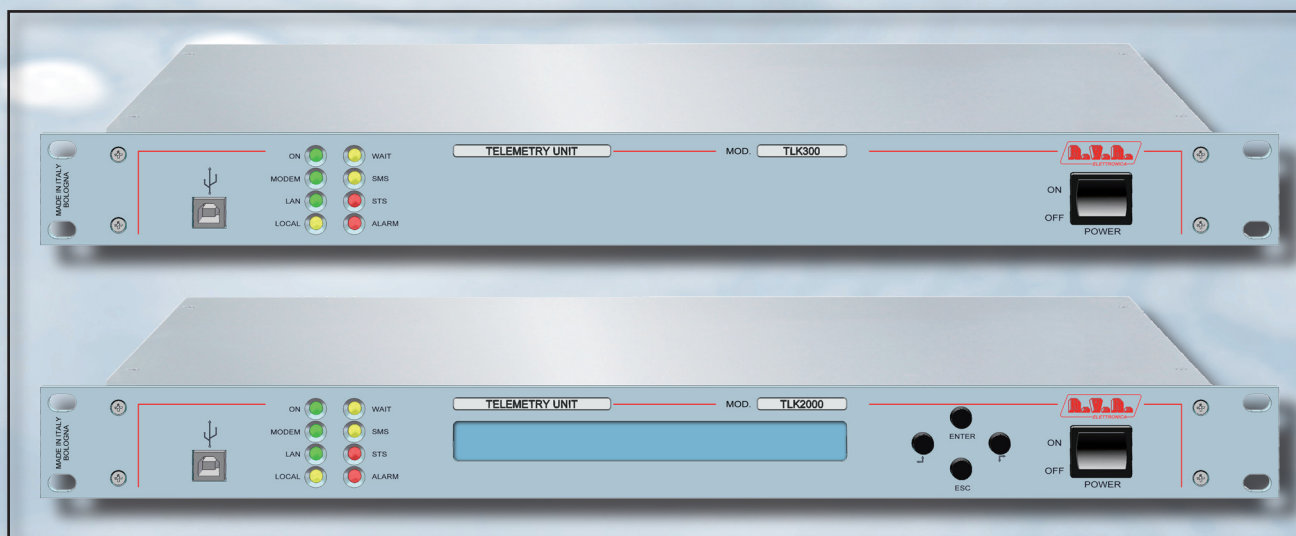 MADE IN ITALY
BOLOGNA
ON WAIT
MODEM SMS
LAN STS
LOCAL ALARM
TELEMETRY UNIT MOD. TLK300
R.V.R.
ELETTRONICA
ON
OFF
POWER
MADE IN ITALY
BOLOGNA
ON WAIT
MODEM SMS
LAN STS
LOCAL ALARM
TELEMETRY UNIT MOD. TLK2000
ENTER
ESC
R.V.R.
ELETTRONICA
ON
OFF
POWER